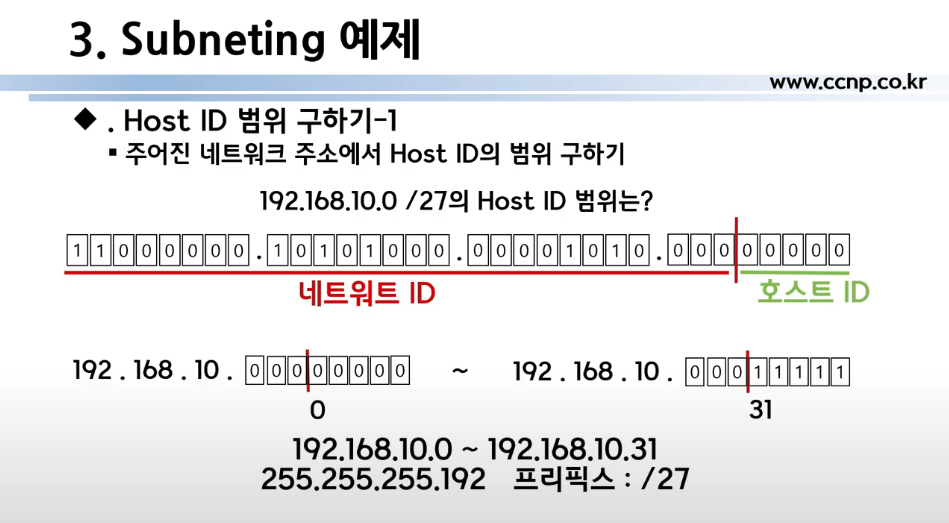 3. Subneting 예제
www.ccnp.co.kr
◆ . Host ID 범위 구하기-1
▪ 주어진 네트워크 주소에서 Host ID의 범위 구하기
192.168.10.0 /27의 Host ID 범위는?
1 1 0 0 0 0 0 0 . 1 0 1 0 1 0 0 0 . 0 0 0 0 1 0 1 0 . 0 0 0 0 0 0 0 0
네트워트 ID 호스트 ID
192 . 168 . 10 . 0 0 0 0 0 0 0 0 ~ 192 . 168 . 10 . 0 0 0 1 1 1 1 1
0 31
192.168.10.0 ~ 192.168.10.31
255.255.255.192 프리픽스 : /27